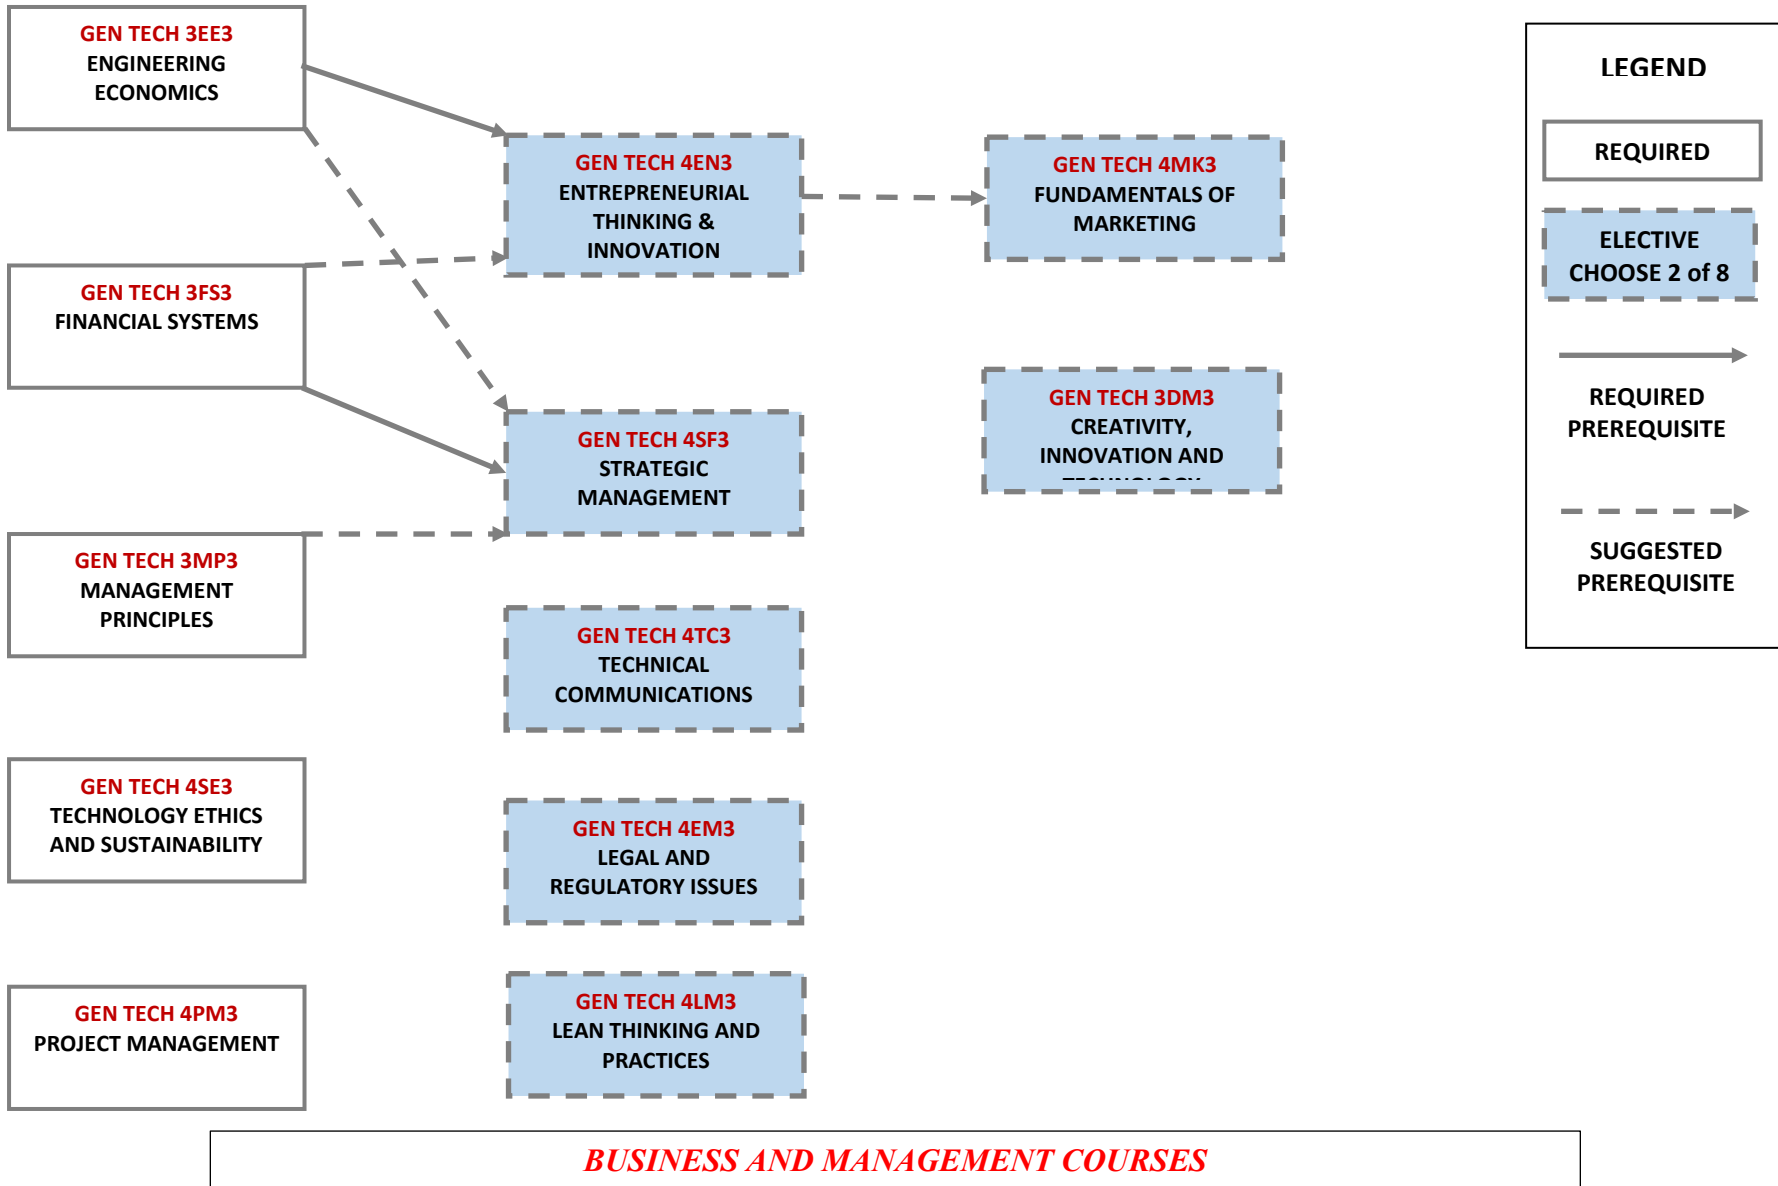 GEN TECH 3EE3
ENGINEERING
ECONOMICS
GEN TECH 3FS3
FINANCIAL SYSTEMS
GEN TECH 3MP3
MANAGEMENT
PRINCIPLES
GEN TECH 4SE3
TECHNOLOGY ETHICS
AND SUSTAINABILITY
GEN TECH 4PM3
PROJECT MANAGEMENT
GEN TECH 4EN3
ENTREPRENEURIAL
THINKING &
INNOVATION
GEN TECH 4SF3
STRATEGIC
MANAGEMENT
GEN TECH 4TC3
TECHNICAL
COMMUNICATIONS
GEN TECH 4EM3
LEGAL AND
REGULATORY ISSUES
GEN TECH 4LM3
LEAN THINKING AND
PRACTICES
GEN TECH 4MK3
FUNDAMENTALS OF
MARKETING
GEN TECH 3DM3
CREATIVITY,
INNOVATION AND
TECHNOLOGY
LEGEND
REQUIRED
ELECTIVE
CHOOSE 2 of 8
REQUIRED
PREREQUISITE
SUGGESTED
PREREQUISITE
BUSINESS AND MANAGEMENT COURSES